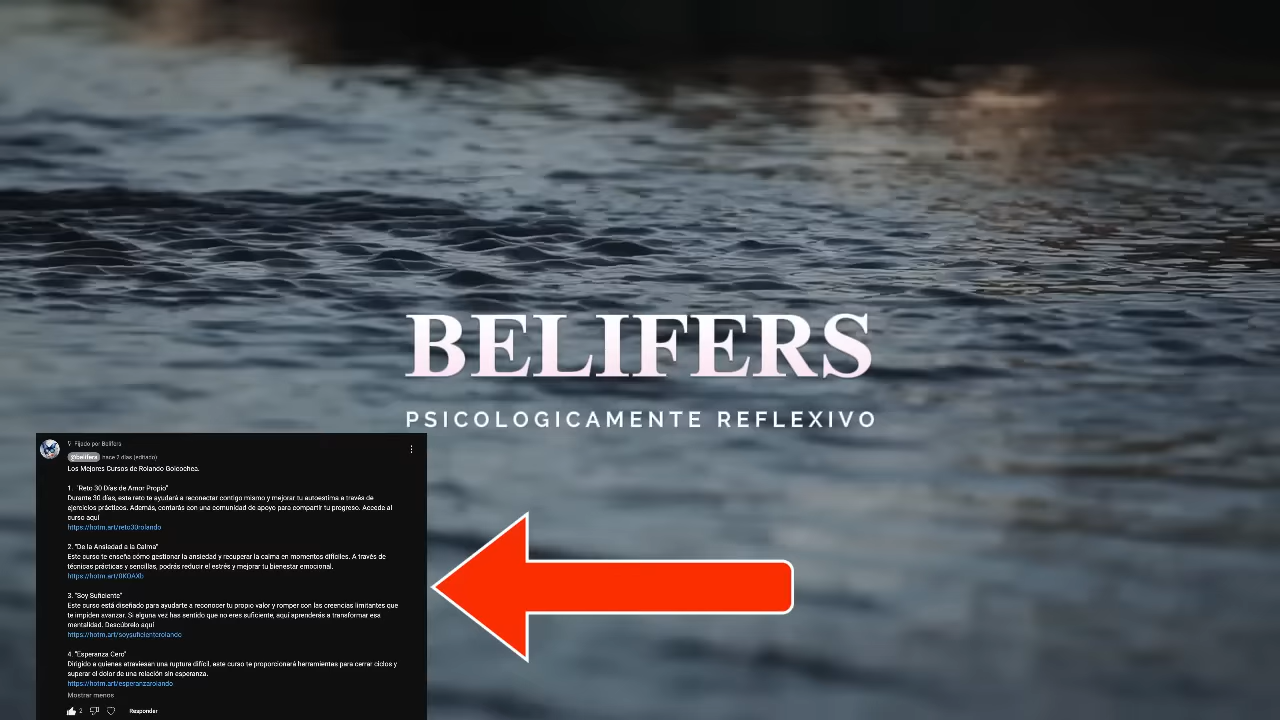 BELIFERS
PSICOLOGICAMENTE REFLEXIVO
Fijado por Belifers
@belifers hace 2 días (editado)
Los Mejores Cursos de Rolando Goicochea.
1. "Reto 30 Días de Amor Propio"
Durante 30 días, este reto te ayudará a reconectar contigo mismo y mejorar tu autoestima a través de
ejercicios prácticos. Además, contarás con una comunidad de apoyo para compartir tu progreso. Accede al
curso aquí
https://hotm.art/reto30rolando
2. "De la Ansiedad a la Calma"
Este curso te enseña cómo gestionar la ansiedad y recuperar la calma en momentos difíciles. A través de
técnicas prácticas y sencillas, podrás reducir el estrés y mejorar tu bienestar emocional.
3. "Soy Suficiente"
Este curso está diseñado para ayudarte a reconocer tu propio valor y romper con las creencias limitantes que
te impiden avanzar. Si alguna vez has sentido que no eres suficiente, aquí aprenderás a transformar esa
mentalidad. Descúbrelo aquí
https://hotm.art/soysuficienterolando
4. "Esperanza Cero"
Dirigido a quienes atraviesan una ruptura difícil, este curso te proporcionará herramientas para cerrar ciclos y
superar el dolor de una relación sin esperanza.
https://hotm.art/esperanzarolando
Mostrar menos
2 Responder